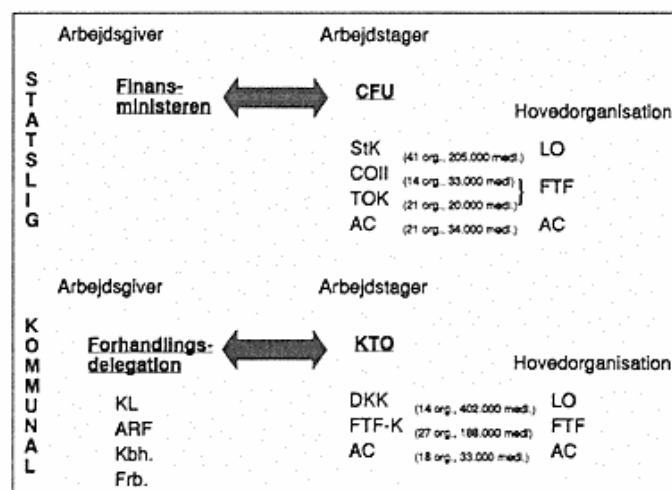 Arbejdsgiver Arbejdstager
STATSLIG
Finans- CFU
ministeren
Hovedorganisation
StK (41 org., 205.000 medl.) LO
COII (14 org., 33.000 medl) } FTF
TOK (21 org., 20.000 medl.)
AC (21 org., 34.000 medl.) AC
Arbejdsgiver Arbejdstager
KOMMUNAL
Forhandlings- KTO
delegation
Hovedorganisation
KL DKK (14 org., 402.000 medl.) LO
ARF FTF-K (27 org., 188.000 medl) FTF
Kbh. AC (18 org., 33.000 medl.) AC
Frb.